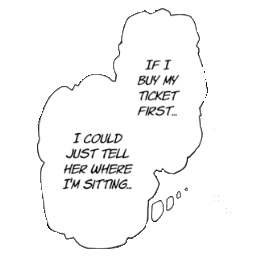 IF I
BUY MY
TICKET
FIRST...
I COULD
JUST TELL
HER WHERE
I'M SITTING...